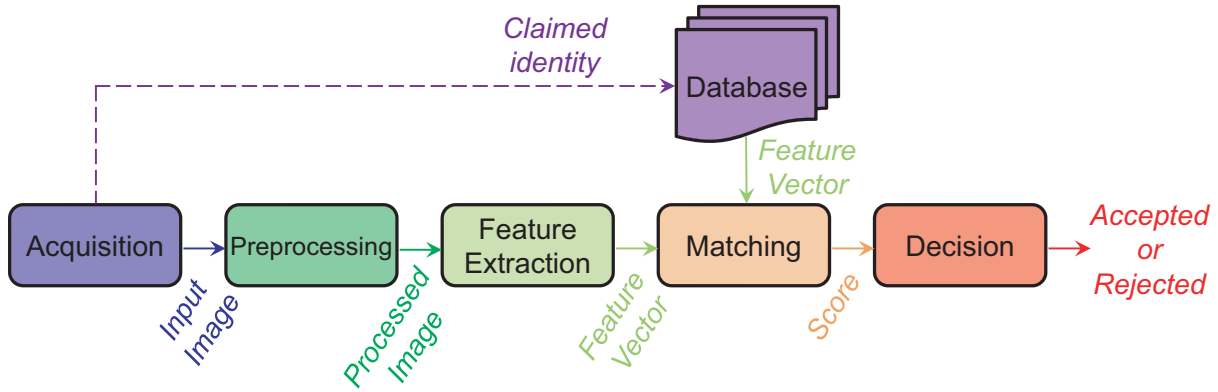 Claimed
identity
Database
Feature
Vector
Acquisition
Preprocessing
Feature
Extraction
Matching
Decision
Accepted
or
Rejected
Input
Image
Processed
Image
Feature
Vector
Score